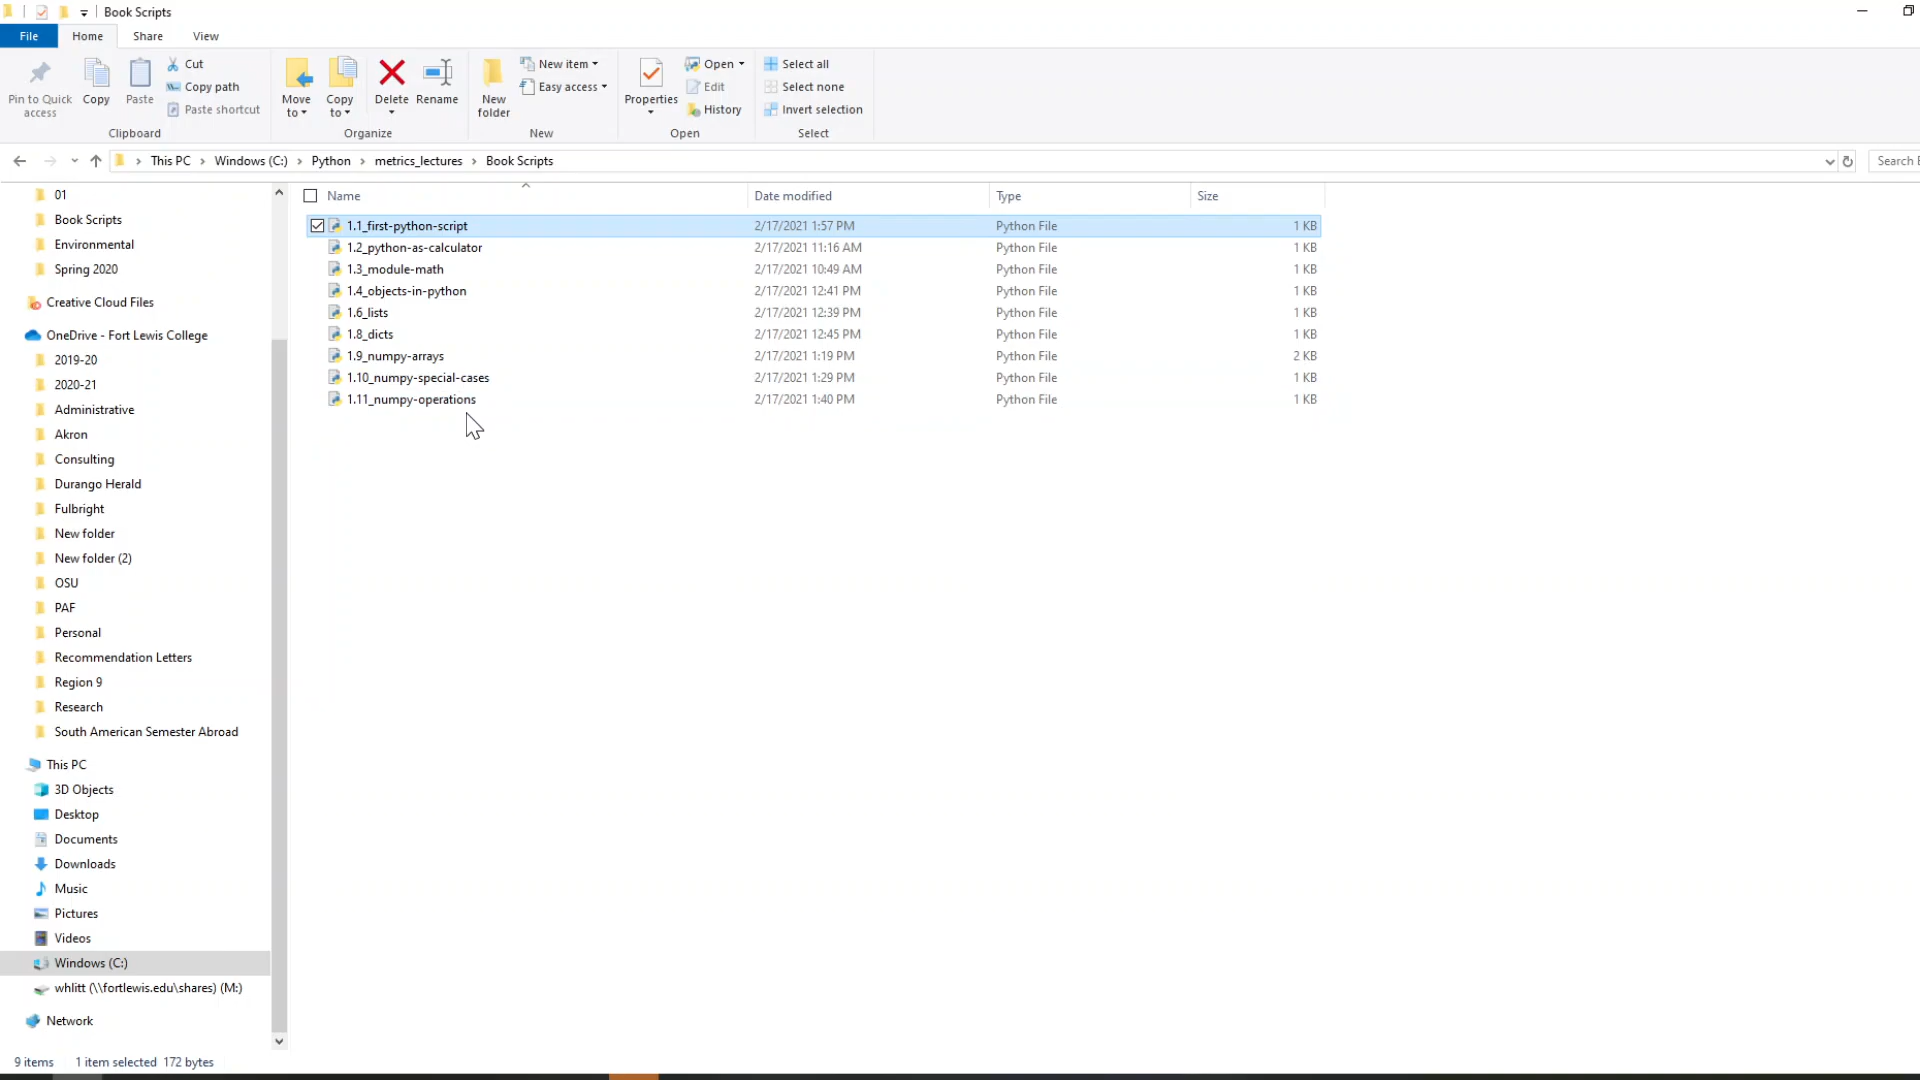 Book Scripts
File Home Share View
Pin to Quick access
Copy
Paste
Cut
Copy path
Paste shortcut
Clipboard
Move to
Copy to
Delete
Rename
Organize
New folder
New item
Easy access
New
Properties
Open
Edit
History
Open
Select all
Select none
Invert selection
Select
This PC › Windows (C:) › Python › metrics_lectures › Book Scripts
Search
01
Book Scripts
Environmental
Spring 2020
Creative Cloud Files
OneDrive - Fort Lewis College
2019-20
2020-21
Administrative
Akron
Consulting
Durango Herald
Fulbright
New folder
New folder (2)
OSU
PAF
Personal
Recommendation Letters
Region 9
Research
South American Semester Abroad
This PC
3D Objects
Desktop
Documents
Downloads
Music
Pictures
Videos
Windows (C:)
whlitt (\\fortlewis.edu\shares) (M:)
Network
Name Date modified Type Size
1.1_first-python-script 2/17/2021 1:57 PM Python File 1 KB
1.2_python-as-calculator 2/17/2021 11:16 AM Python File 1 KB
1.3_module-math 2/17/2021 10:49 AM Python File 1 KB
1.4_objects-in-python 2/17/2021 12:41 PM Python File 1 KB
1.6_lists 2/17/2021 12:39 PM Python File 1 KB
1.8_dicts 2/17/2021 12:45 PM Python File 1 KB
1.9_numpy-arrays 2/17/2021 1:19 PM Python File 2 KB
1.10_numpy-special-cases 2/17/2021 1:29 PM Python File 1 KB
1.11_numpy-operations 2/17/2021 1:40 PM Python File 1 KB
9 items 1 item selected 172 bytes